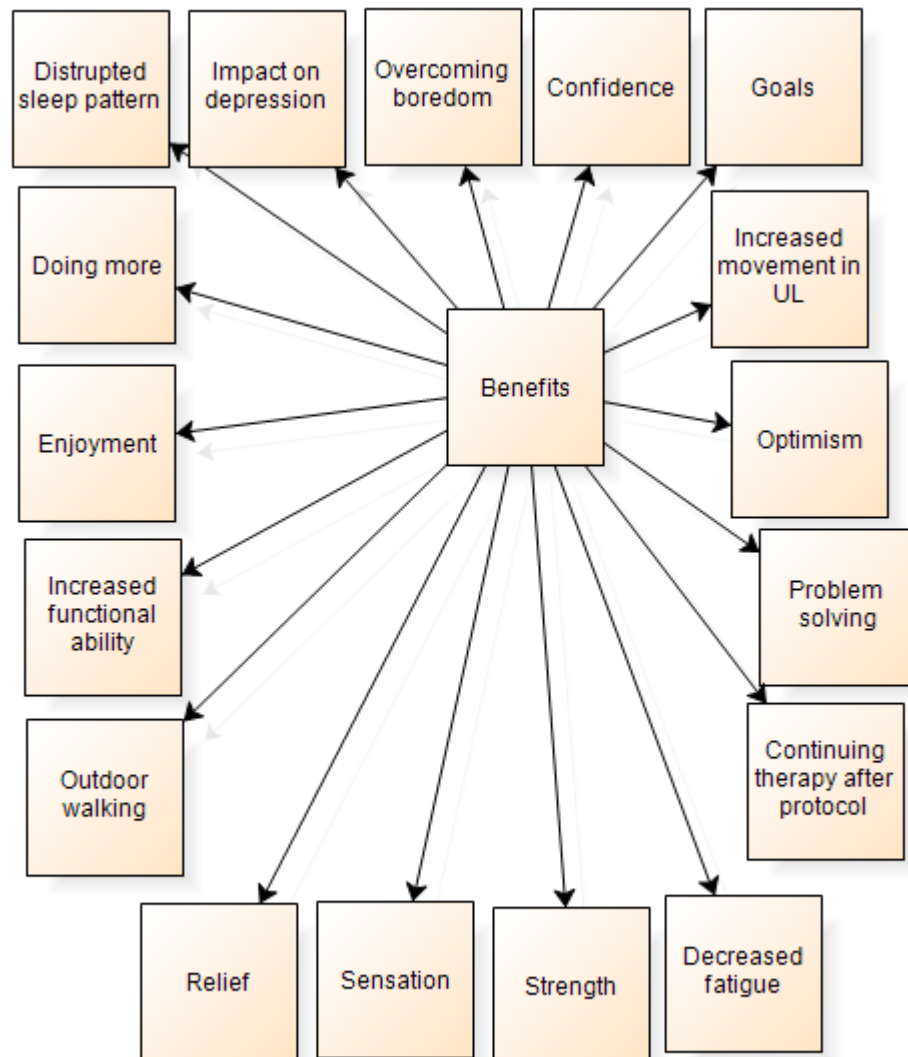 Distrupted
sleep pattern
Impact on
depression
Overcoming
boredom
Confidence
Goals
Doing more
Increased
movement in
UL
Benefits
Enjoyment
Optimism
Increased
functional
ability
Problem
solving
Outdoor
walking
Continuing
therapy after
protocol
Relief
Sensation
Strength
Decreased
fatigue